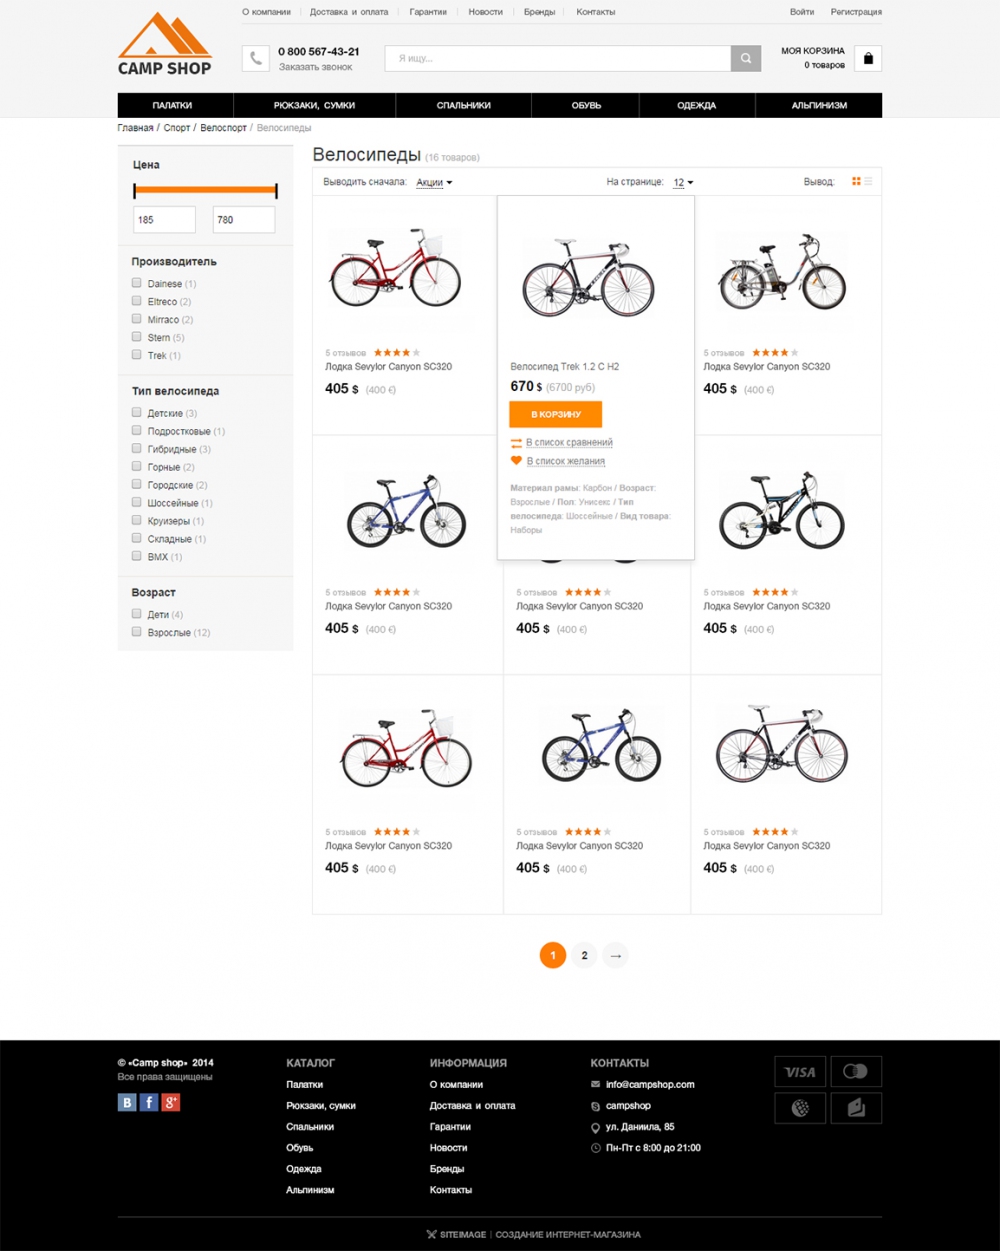 О компании Доставка и оплата Гарантии Новости Бренды Контакты Войти Регистрация
CAMP SHOP
0 800 567-43-21
Заказать звонок
Я ищу...
МОЯ КОРЗИНА
0 товаров
ПАЛАТКИ РЮКЗАКИ, СУМКИ СПАЛЬНИКИ ОБУВЬ ОДЕЖДА АЛЬПИНИЗМ
Главная / Спорт / Велоспорт / Велосипеды
Цена
185 780
Производитель
Dainese (1)
Eltreco (2)
Mirraco (2)
Stern (5)
Trek (1)
Тип велосипеда
Детские (3)
Подростковые (1)
Гибридные (3)
Горные (2)
Городские (2)
Шоссейные (1)
Круизеры (1)
Складные (1)
BMX (1)
Возраст
Дети (4)
Взрослые (12)
Велосипеды (16 товаров)
Выводить сначала: Акции На странице: 12 Вывод:
5 отзывов
Лодка Sevylor Canyon SC320
405 $ (400 €)
Велосипед Trek 1.2 C H2
670 $ (6700 руб)
В КОРЗИНУ
В список сравнений
В список желания
Материал рамы: Карбон / Возраст:
Взрослые / Пол: Унисекс / Тип
велосипеда: Шоссейные / Вид товара:
Наборы
5 отзывов
Лодка Sevylor Canyon SC320
405 $ (400 €)
5 отзывов 5 отзывов 5 отзывов
Лодка Sevylor Canyon SC320 Лодка Sevylor Canyon SC320 Лодка Sevylor Canyon SC320
405 $ (400 €) 405 $ (400 €) 405 $ (400 €)
5 отзывов 5 отзывов 5 отзывов
Лодка Sevylor Canyon SC320 Лодка Sevylor Canyon SC320 Лодка Sevylor Canyon SC320
405 $ (400 €) 405 $ (400 €) 405 $ (400 €)
1 2 →
© «Camp shop» 2014
Все права защищены
B f g+
КАТАЛОГ
Палатки
Рюкзаки, сумки
Спальники
Обувь
Одежда
Альпинизм
ИНФОРМАЦИЯ
О компании
Доставка и оплата
Гарантии
Новости
Бренды
Контакты
КОНТАКТЫ
info@campshop.com
campshop
ул. Даниила, 85
Пн-Пт с 8:00 до 21:00
VISA
SITEIMAGE | СОЗДАНИЕ ИНТЕРНЕТ-МАГАЗИНА